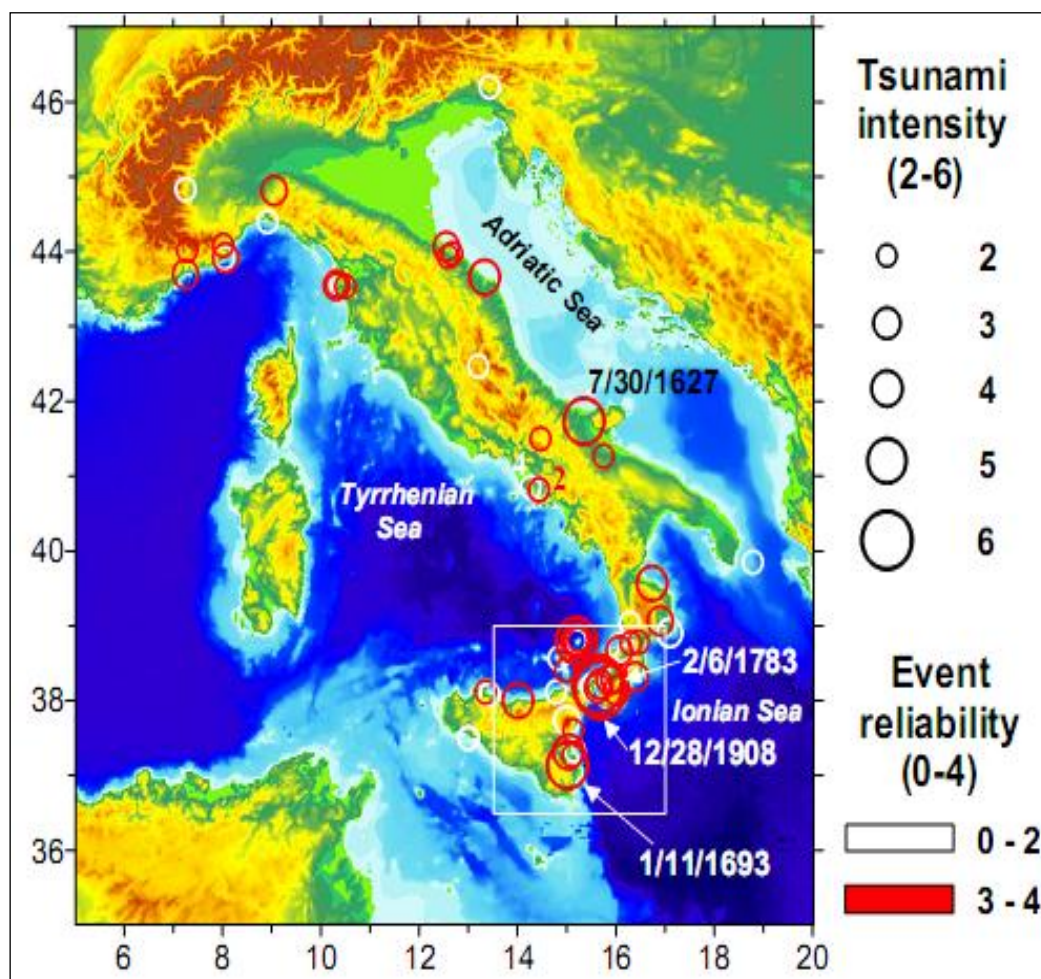 46
44
42
40
38
36
6 8 10 12 14 16 18 20
Adriatic Sea
7/30/1627
2
Tyrrhenian
Sea
2/6/1783
Ionian Sea
12/28/1908
1/11/1693
Tsunami
intensity
(2-6)
2
3
4
5
6
Event
reliability
(0-4)
0 - 2
3 - 4